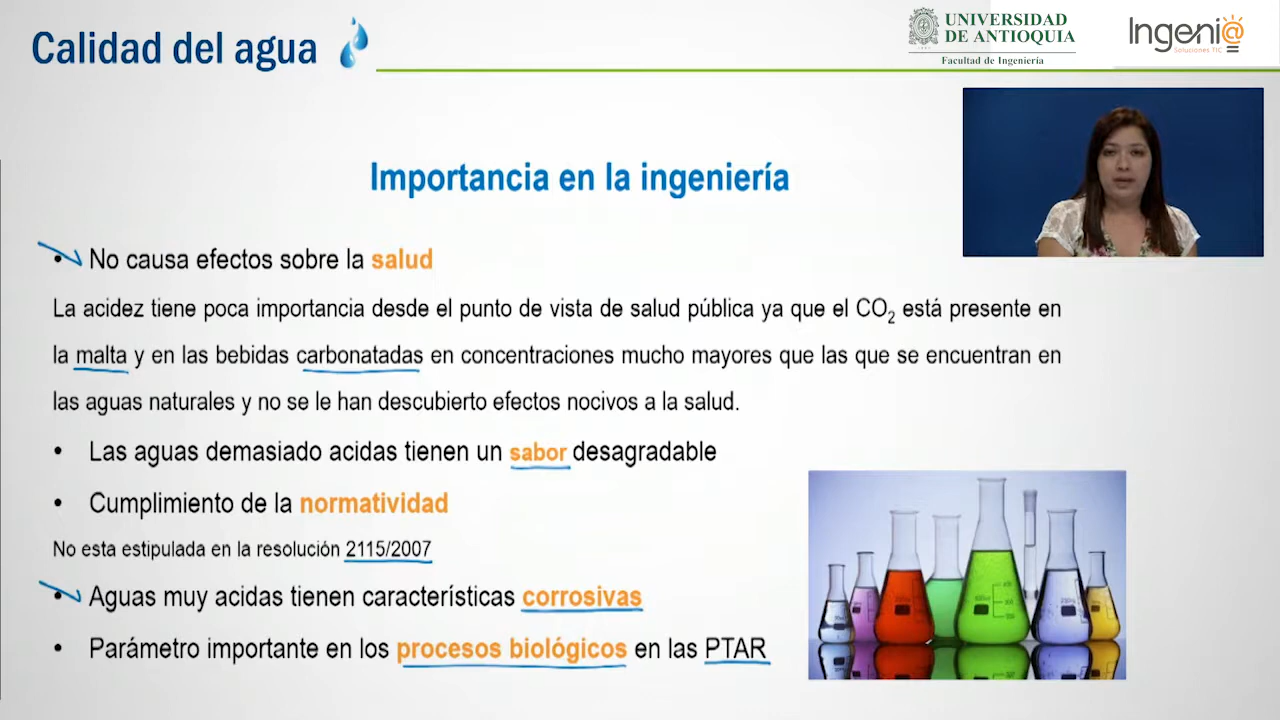 Calidad del agua
UNIVERSIDAD
DE ANTIOQUIA
Facultad de Ingeniería
Ingeni@
Soluciones TIC
Importancia en la ingeniería
• No causa efectos sobre la salud
La acidez tiene poca importancia desde el punto de vista de salud pública ya que el CO₂ está presente en
la malta y en las bebidas carbonatadas en concentraciones mucho mayores que las que se encuentran en
las aguas naturales y no se le han descubierto efectos nocivos a la salud.
• Las aguas demasiado acidas tienen un sabor desagradable
• Cumplimiento de la normatividad
No esta estipulada en la resolución 2115/2007
• Aguas muy acidas tienen características corrosivas
• Parámetro importante en los procesos biológicos en las PTAR